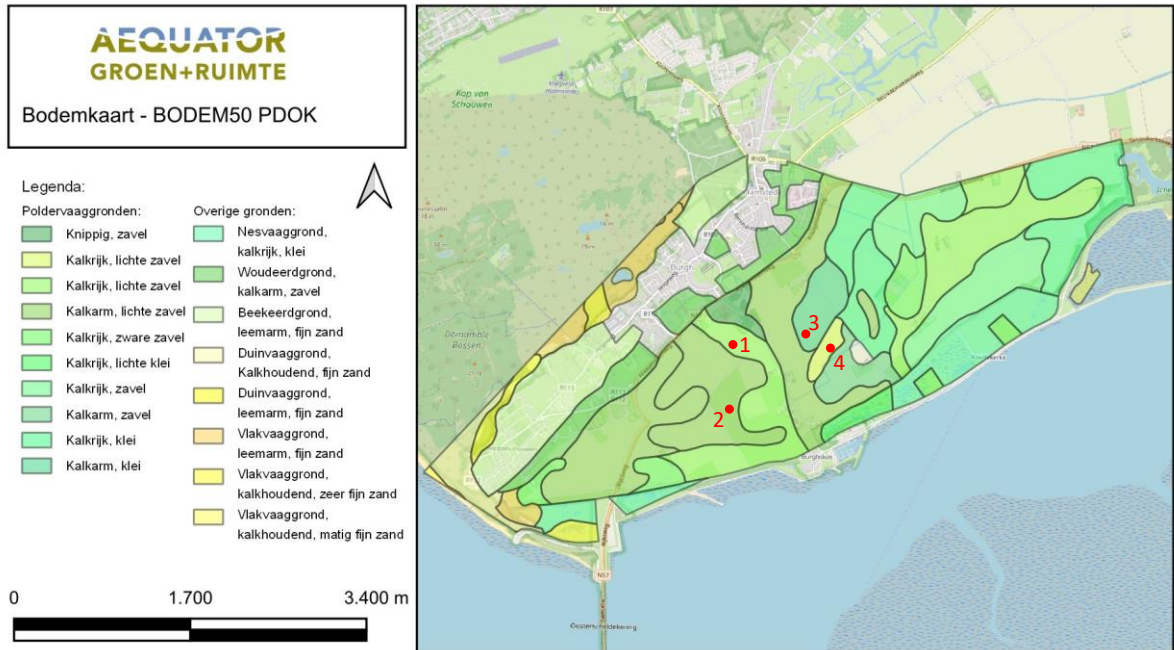 AEQUATOR
GROEN+RUIMTE
Bodemkaart - BODEM50 PDOK
Legenda:
Poldervaaggronden:
Knippig, zavel
Kalkrijk, lichte zavel
Kalkrijk, lichte zavel
Kalkarm, lichte zavel
Kalkrijk, zware zavel
Kalkrijk, lichte klei
Kalkrijk, zavel
Kalkarm, zavel
Kalkrijk, klei
Kalkarm, klei
Overige gronden:
Nesvaaggrond,
kalkrijk, klei
Woudeerdgrond,
kalkarm, zavel
Beekeerdgrond,
leemarm, fijn zand
Duinvaaggrond,
Kalkhoudend, fijn zand
Duinvaaggrond,
leemarm, fijn zand
Vlakvaaggrond,
leemarm, fijn zand
Vlakvaaggrond,
kalkhoudend, zeer fijn zand
Vlakvaaggrond,
kalkhoudend, matig fijn zand
0 1.700 3.400 m
Kop van
Schouwen
R106
Burgh
1
2
3
4
Burghsluis
N57
Oosterscheldekering